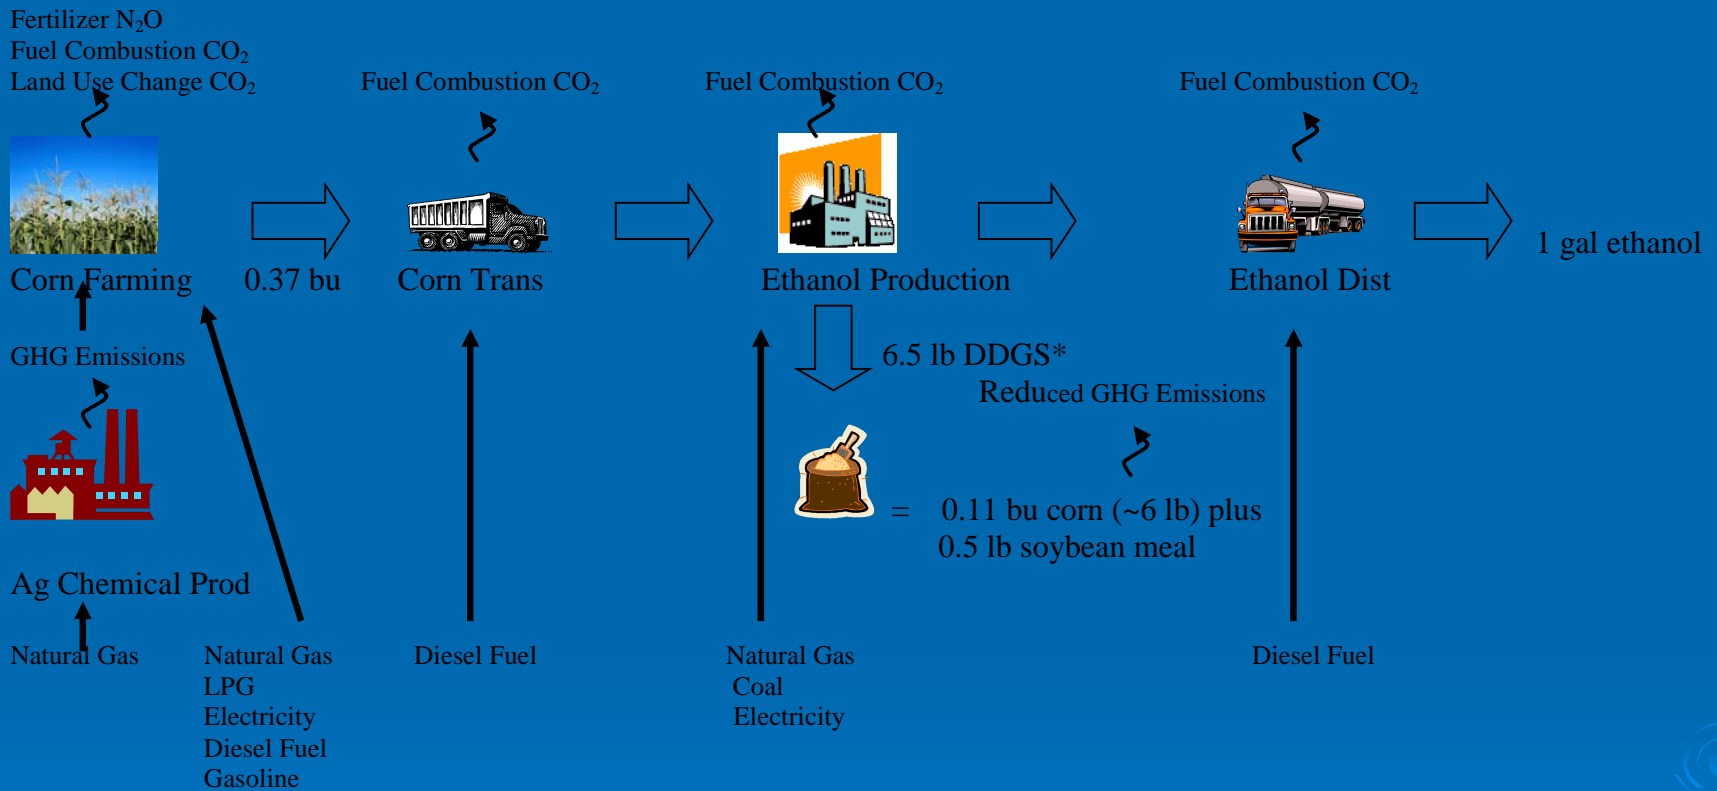 Fertilizer N₂O
Fuel Combustion CO₂
Land Use Change CO₂
Fuel Combustion CO₂
Fuel Combustion CO₂
Fuel Combustion CO₂
1 gal ethanol
Corn Farming
0.37 bu
Corn Trans
Ethanol Production
Ethanol Dist
GHG Emissions
6.5 lb DDGS*
Reduced GHG Emissions
= 0.11 bu corn (~6 lb) plus
0.5 lb soybean meal
Ag Chemical Prod
Natural Gas
Natural Gas
LPG
Electricity
Diesel Fuel
Gasoline
Diesel Fuel
Natural Gas
Coal
Electricity
Diesel Fuel